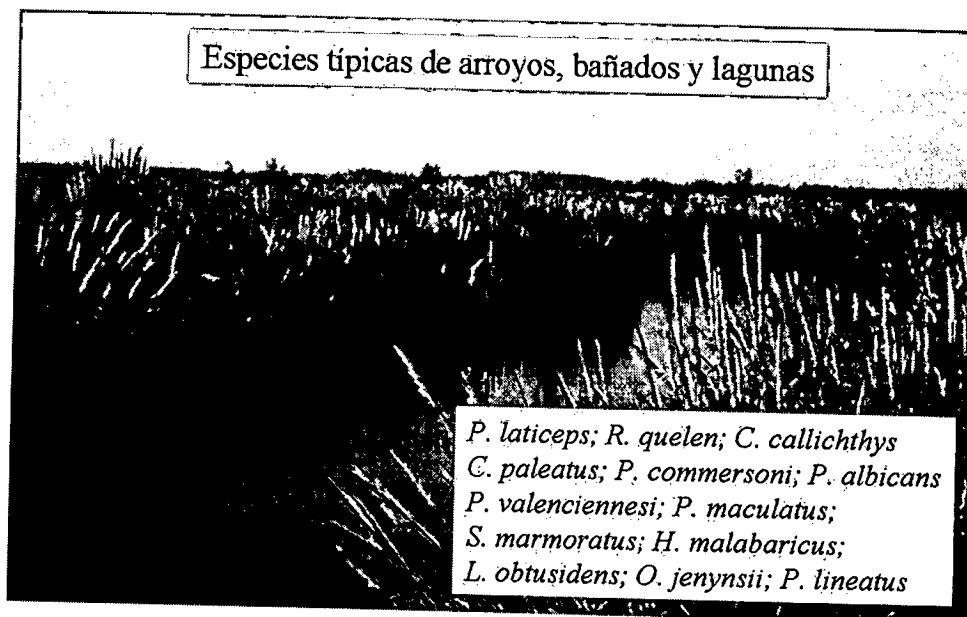 Especies típicas de arroyos, bañados y lagunas
P. laticeps; R. quelen; C. callichthys
C. paleatus; P. commersoni; P. albicans
P. valenciennesi; P. maculatus;
S. marmoratus; H. malabaricus;
L. obtusidens; O. jenynsii; P. lineatus